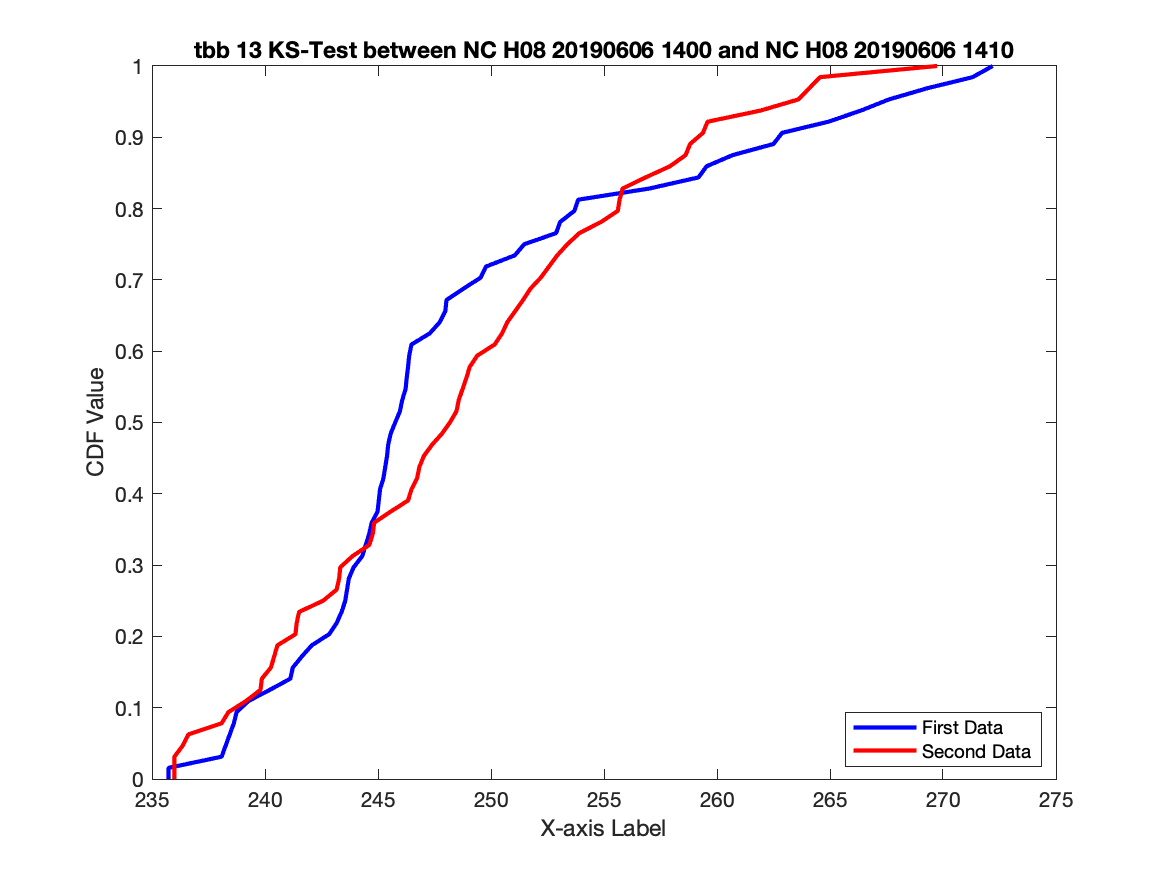 tbb 13 KS-Test between NC H08 20190606 1400 and NC H08 20190606 1410
1
0.9
0.8
0.7
0.6
0.5
0.4
0.3
0.2
0.1
0
CDF Value
First Data
Second Data
235 240 245 250 255 260 265 270 275
X-axis Label